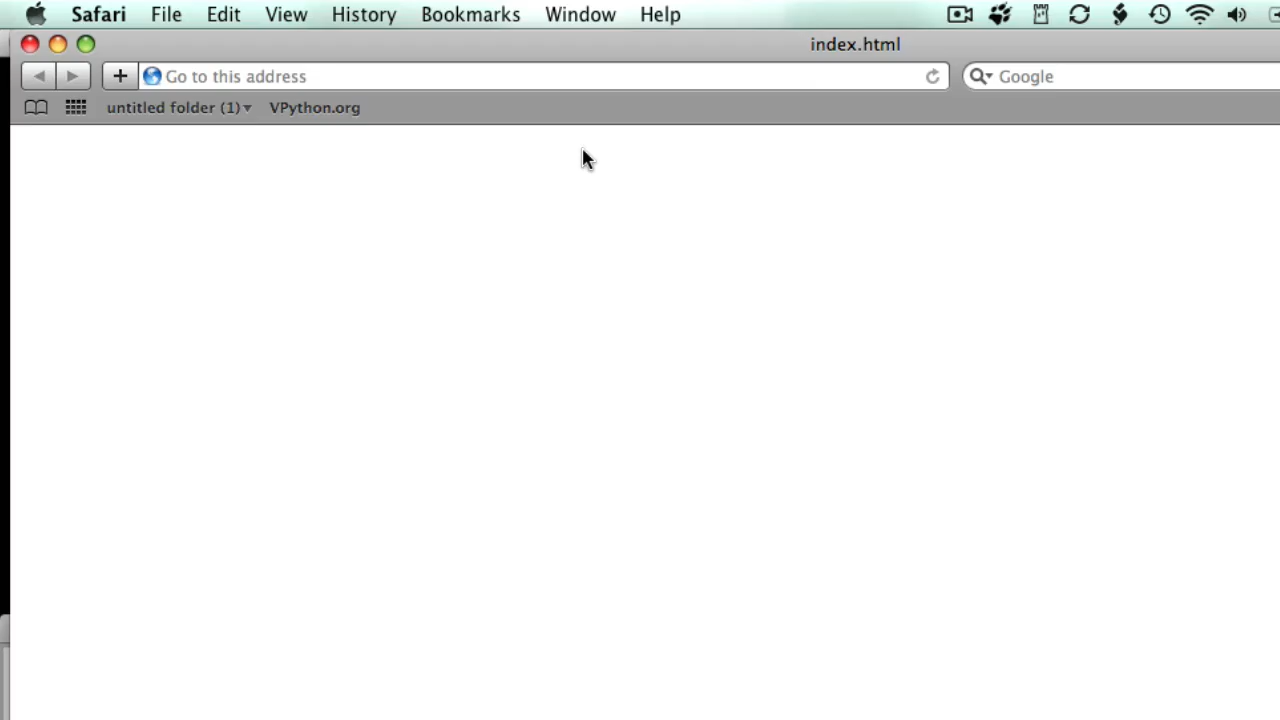 Safari File Edit View History Bookmarks Window Help
index.html
Go to this address Google
untitled folder (1) VPython.org